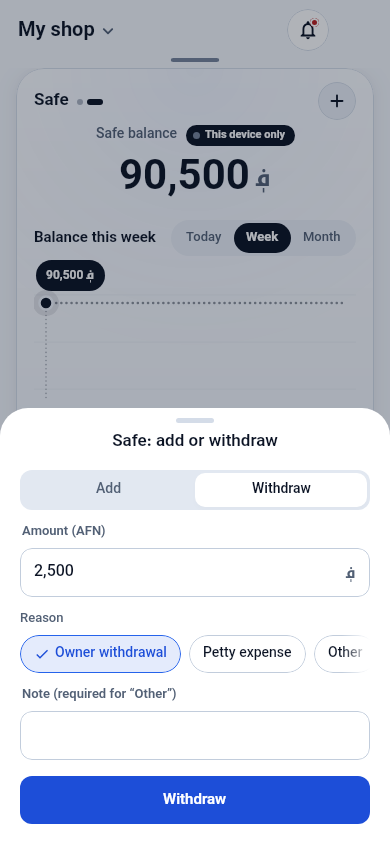 My shop
Safe
Safe balance
This device only
90,500 ؋
Balance this week
Today
Week
Month
90,500 ؋
Safe: add or withdraw
Add
Withdraw
Amount (AFN)
2,500
؋
Reason
Owner withdrawal
Petty expense
Other
Note (required for “Other”)
Withdraw